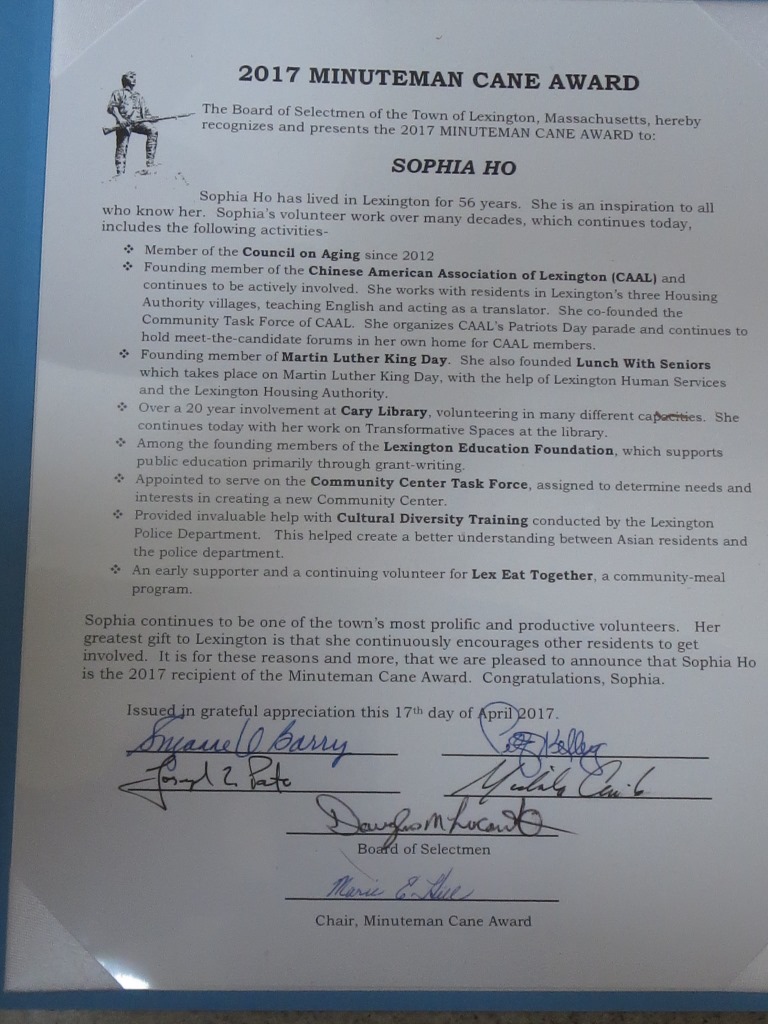 2017 MINUTEMAN CANE AWARD
The Board of Selectmen of the Town of Lexington, Massachusetts, hereby
recognizes and presents the 2017 MINUTEMAN CANE AWARD to:
SOPHIA HO
Sophia Ho has lived in Lexington for 56 years. She is an inspiration to all
who know her. Sophia's volunteer work over many decades, which continues today,
includes the following activities-
❖ Member of the Council on Aging since 2012
❖ Founding member of the Chinese American Association of Lexington (CAAL) and
continues to be actively involved. She works with residents in Lexington's three Housing
Authority villages, teaching English and acting as a translator. She co-founded the
Community Task Force of CAAL. She organizes CAAL's Patriots Day parade and continues to
hold meet-the-candidate forums in her own home for CAAL members.
❖ Founding member of Martin Luther King Day. She also founded Lunch With Seniors
which takes place on Martin Luther King Day, with the help of Lexington Human Services
and the Lexington Housing Authority.
❖ Over a 20 year involvement at Cary Library, volunteering in many different capacities. She
continues today with her work on Transformative Spaces at the library.
❖ Among the founding members of the Lexington Education Foundation, which supports
public education primarily through grant-writing.
❖ Appointed to serve on the Community Center Task Force, assigned to determine needs and
interests in creating a new Community Center.
❖ Provided invaluable help with Cultural Diversity Training conducted by the Lexington
Police Department. This helped create a better understanding between Asian residents and
the police department.
❖ An early supporter and a continuing volunteer for Lex Eat Together, a community-meal
program.
Sophia continues to be one of the town's most prolific and productive volunteers. Her
greatest gift to Lexington is that she continuously encourages other residents to get
involved. It is for these reasons and more, that we are pleased to announce that Sophia Ho
is the 2017 recipient of the Minuteman Cane Award. Congratulations, Sophia.
Issued in grateful appreciation this 17th day of April 2017.
Barry
Joseph Pato
Douglas M Lucente
Board of Selectmen
Marie E.
Chair, Minuteman Cane Award